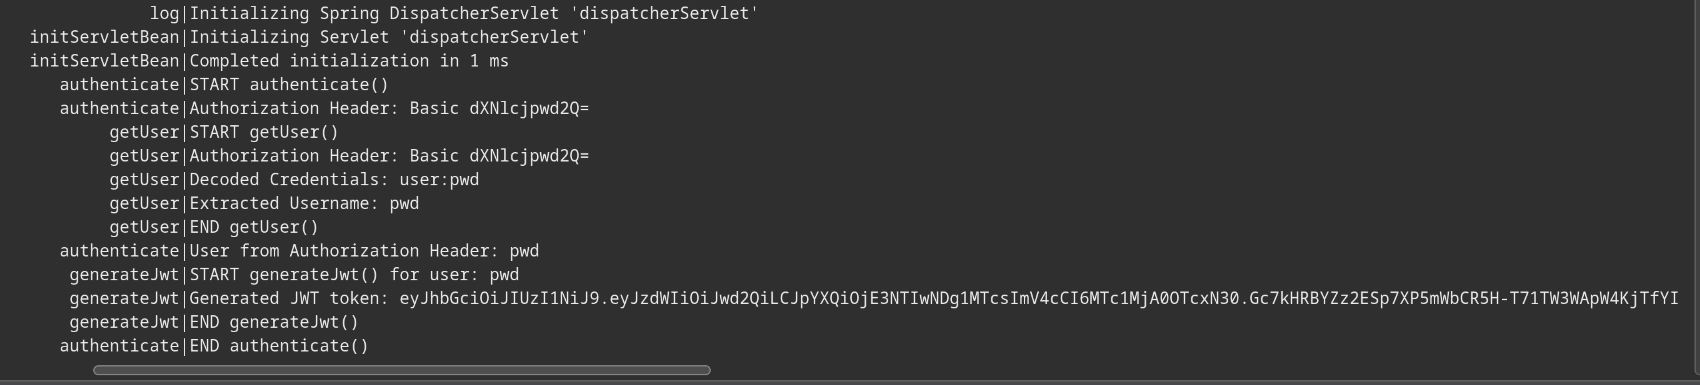 log|Initializing Spring DispatcherServlet 'dispatcherServlet'
initServletBean|Initializing Servlet 'dispatcherServlet'
initServletBean|Completed initialization in 1 ms
authenticate|START authenticate()
authenticate|Authorization Header: Basic dXNlcjpwd2Q=
getUser|START getUser()
getUser|Authorization Header: Basic dXNlcjpwd2Q=
getUser|Decoded Credentials: user:pwd
getUser|Extracted Username: pwd
getUser|END getUser()
authenticate|User from Authorization Header: pwd
generateJwt|START generateJwt() for user: pwd
generateJwt|Generated JWT token: eyJhbGciOiJIUzI1NiJ9.eyJzdWIiOiJwd2QiLCJpYXQiOjE3NTIwNDg1MTcsImV4cCI6MTc1MjA0OTcxN30.Gc7kHRBYZz2ESp7XP5mWbCR5H-T71TW3WApW4KjTfYI
generateJwt|END generateJwt()
authenticate|END authenticate()